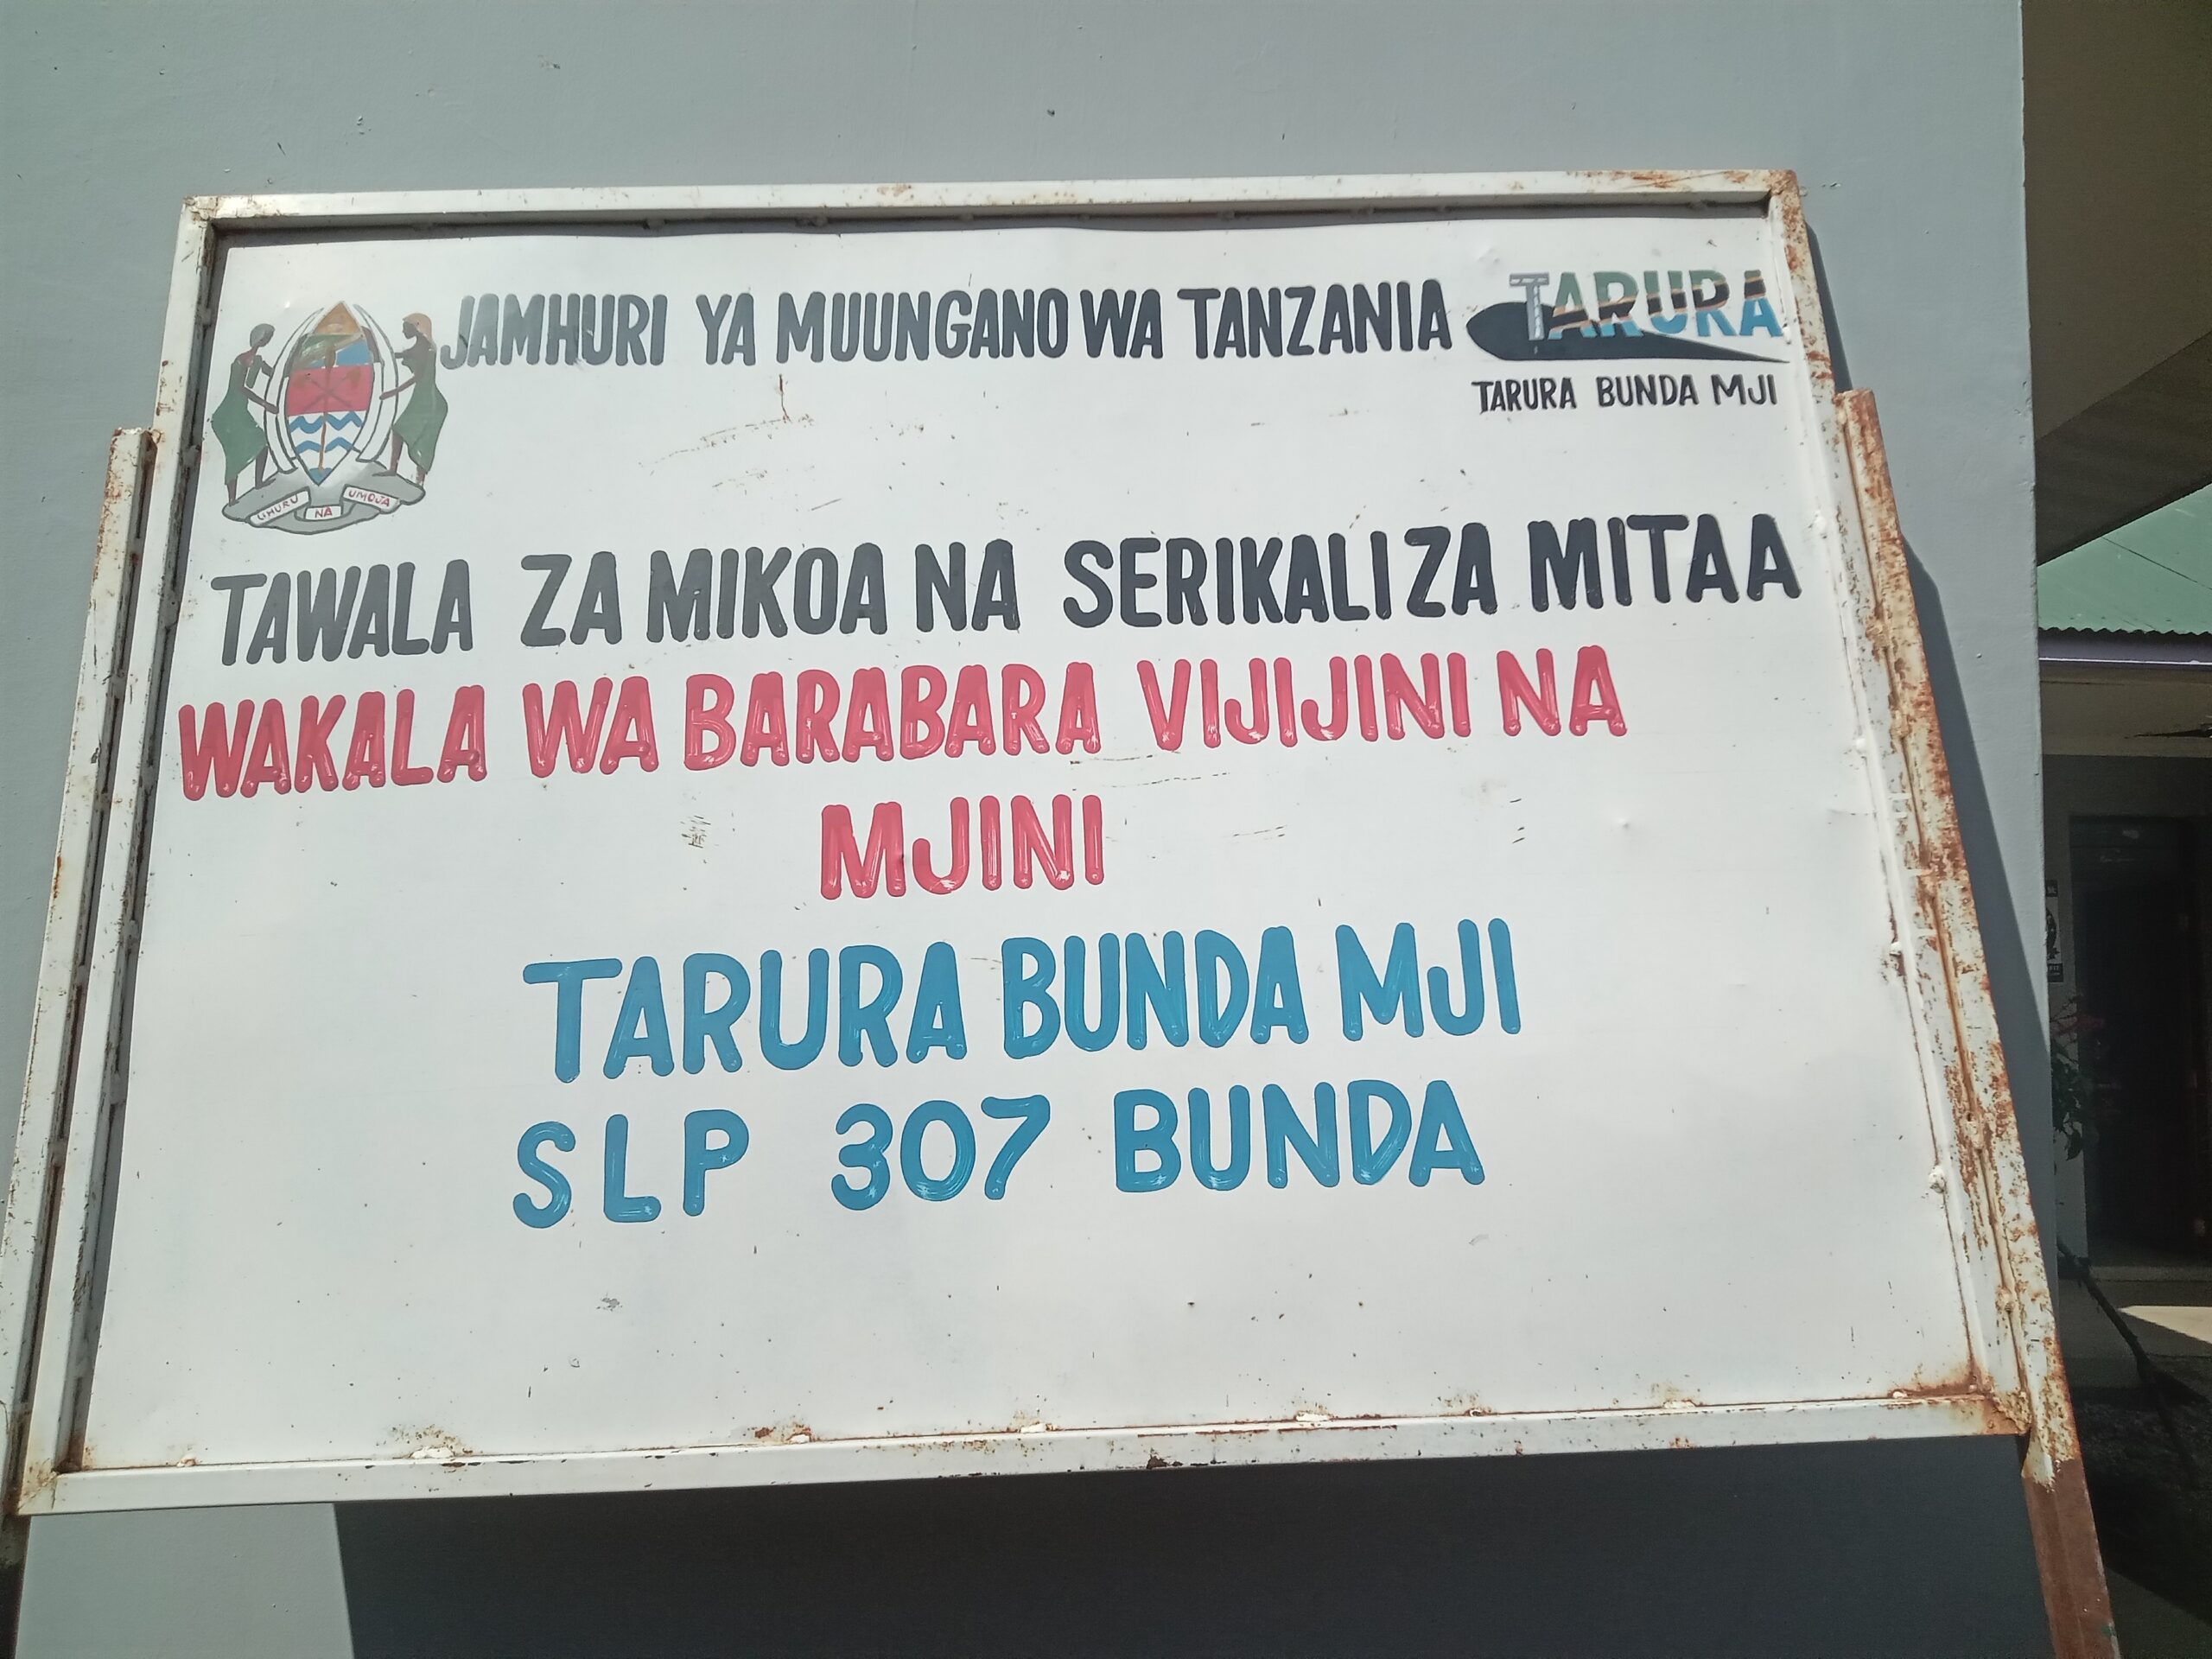 JAMHURI YA MUUNGANO WA TANZANIA
TARURA
TARURA BUNDA MJI
UHURU NA UMOJA
TAWALA ZA MIKOA NA SERIKALI ZA MITAA
WAKALA WA BARABARA VIJIJINI NA
MJINI
TARURA BUNDA MJI
SLP 307 BUNDA